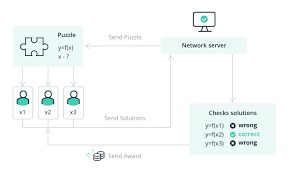 Puzzle
y=f(x)
x - ?
Send Puzzle
Network server
x1
x2
x3
Send Solutions
Checks solutions
y=f(x1) wrong
y=f(x2) correct
y=f(x3) wrong
Send Award